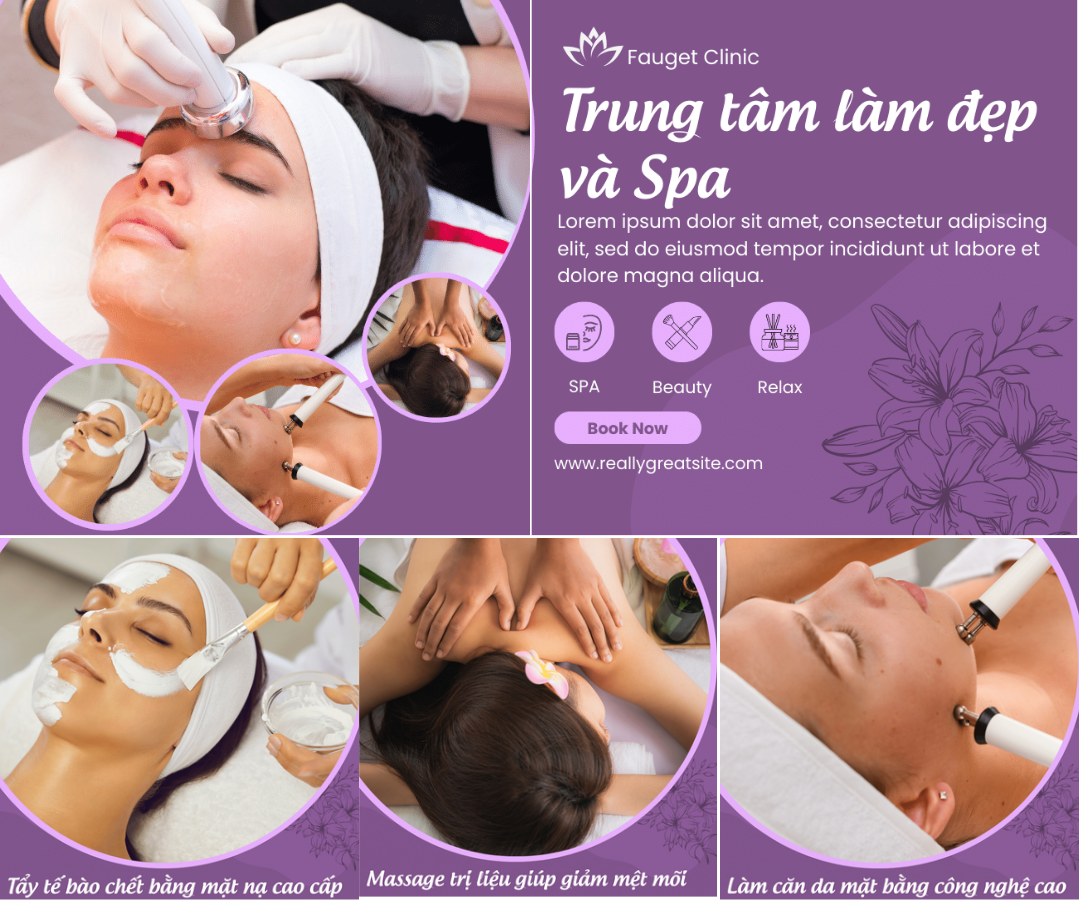 Fauget Clinic
Trung tâm làm đẹp
và Spa
Lorem ipsum dolor sit amet, consectetur adipiscing
elit, sed do eiusmod tempor incididunt ut labore et
dolore magna aliqua.
SPA
Beauty
Relax
Book Now
www.reallygreatsite.com
Tẩy tế bào chết bằng mặt nạ cao cấp
Massage trị liệu giúp giảm mệt mõi
Làm căn da mặt bằng công nghệ cao